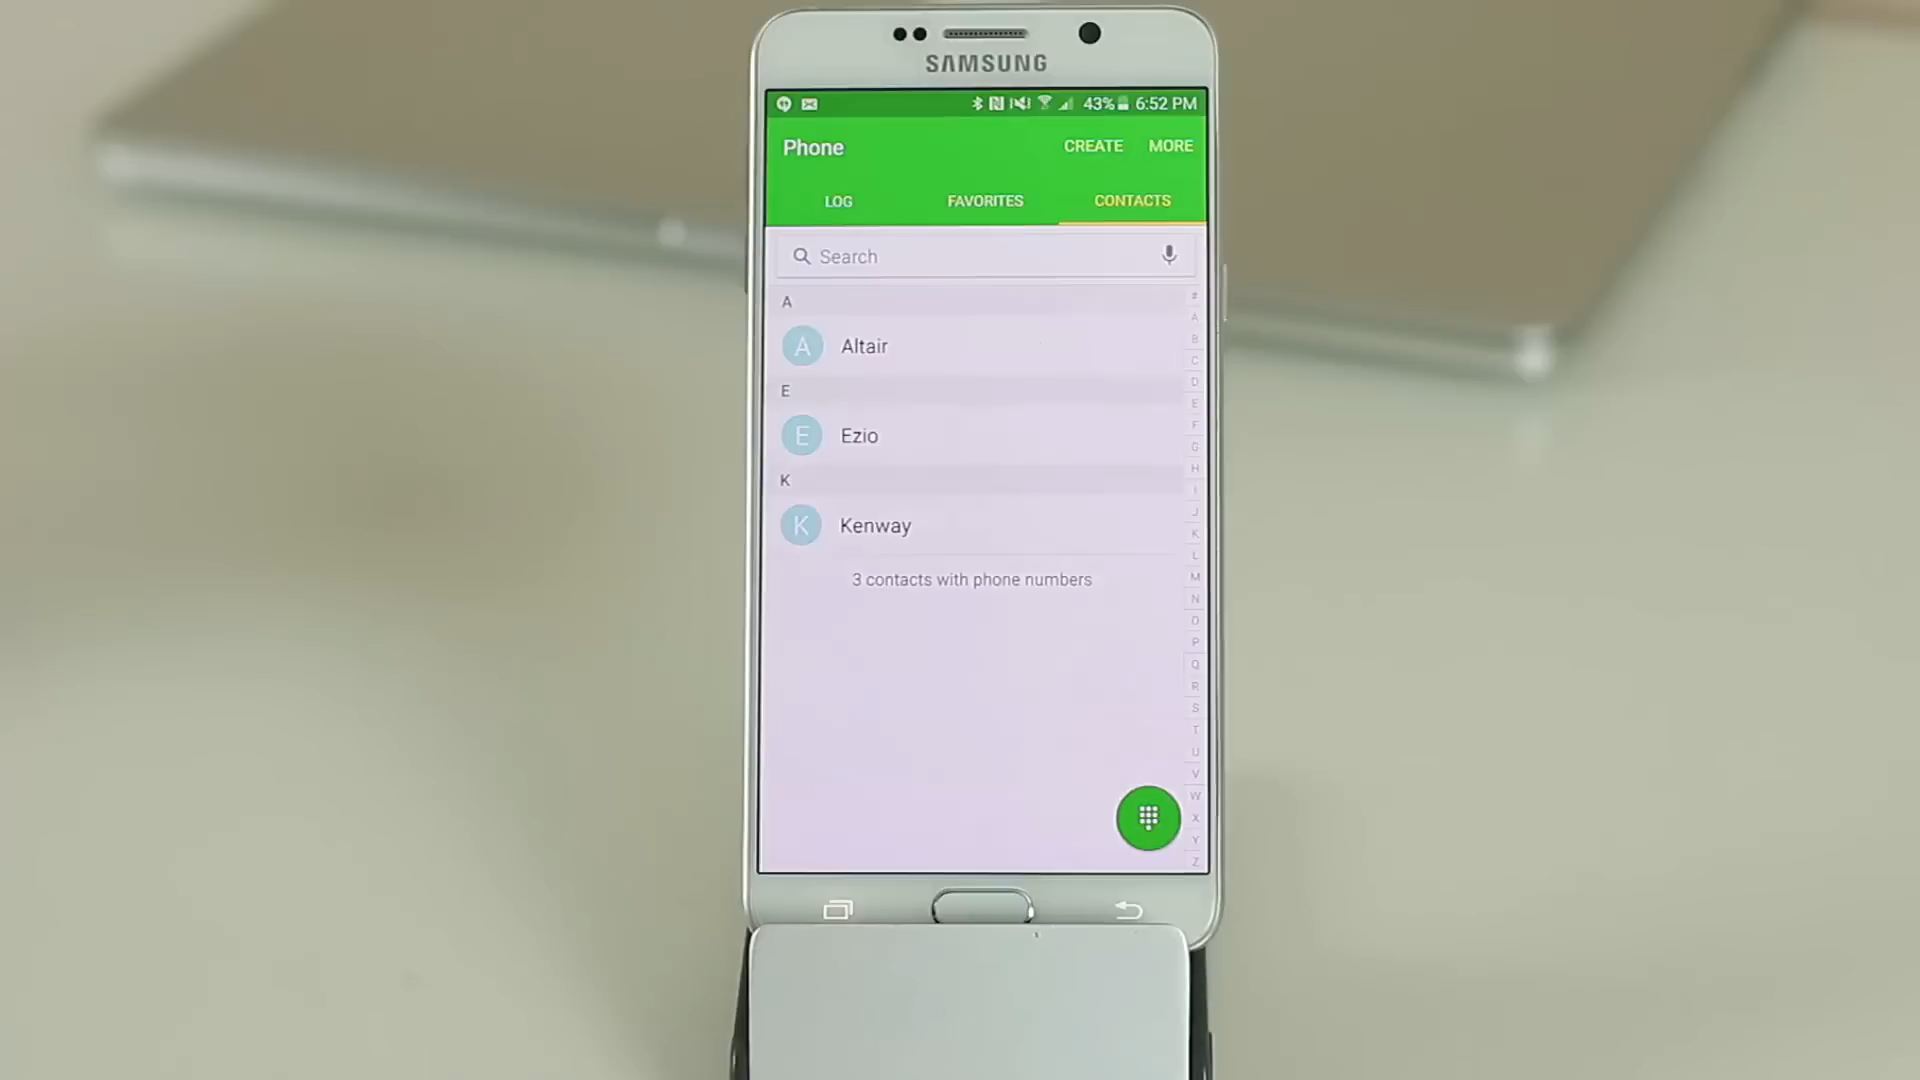 SAMSUNG
43% 6:52 PM
Phone CREATE MORE
LOG FAVORITES CONTACTS
Search
A
A Altair
E
E Ezio
K
K Kenway
3 contacts with phone numbers
#
A
B
C
D
E
F
G
H
I
J
K
L
M
N
O
P
Q
R
S
T
U
V
W
X
Y
Z